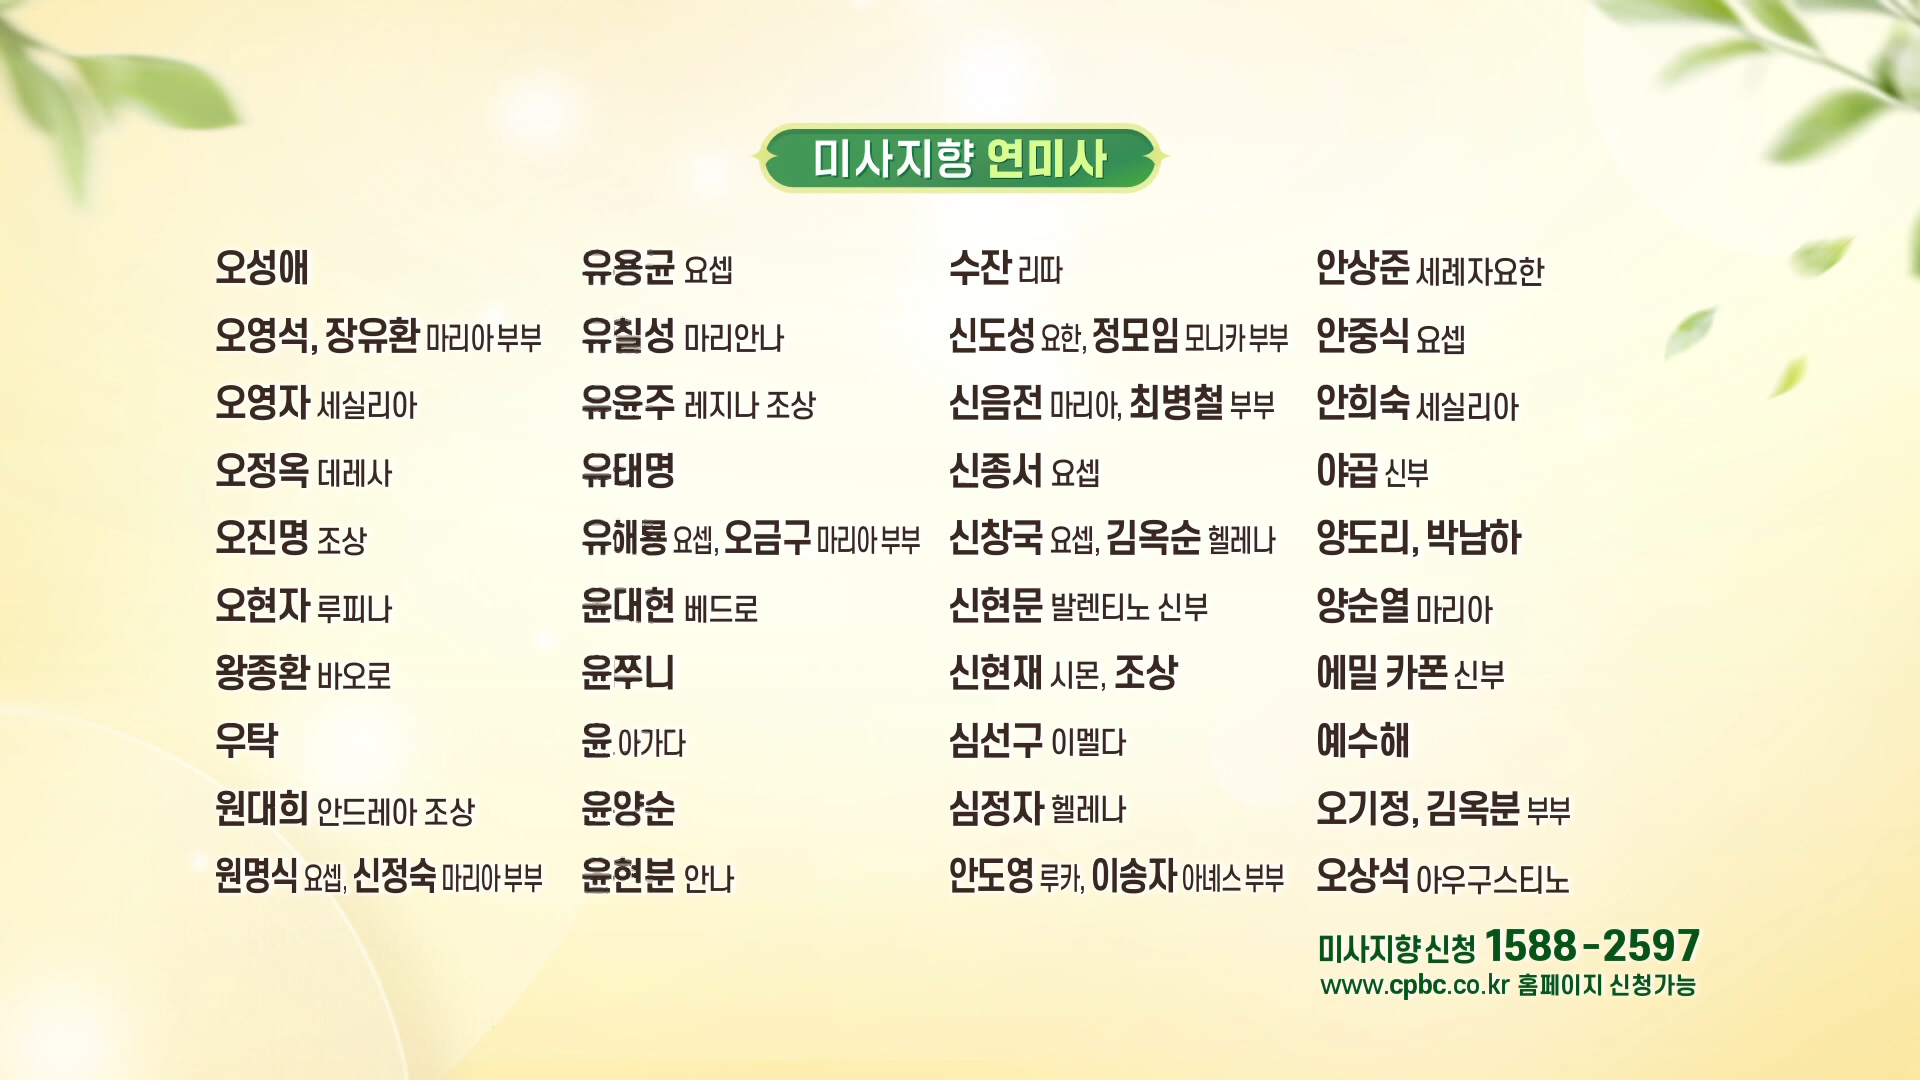 미사지향 연미사
오성애
오영석, 장유환 마리아 부부
오영자 세실리아
오정옥 데레사
오진명 조상
오현자 루피나
왕종환 바오로
우탁
원대희 안드레아 조상
원명식 요셉, 신정숙 마리아 부부
유용균 요셉
유칠성 마리안나
유윤주 레지나 조상
유태명
유해룡 요셉, 오금구 마리아 부부
윤대현 베드로
윤쭈니
윤 아가다
윤양순
윤현분 안나
수잔 리따
신도성 요한, 정모임 모니카 부부
신음전 마리아, 최병철 부부
신종서 요셉
신창국 요셉, 김옥순 헬레나
신현문 발렌티노 신부
신현재 시몬, 조상
심선구 이멜다
심정자 헬레나
안도영 루카, 이송자 아녜스 부부
안상준 세례자요한
안중식 요셉
안희숙 세실리아
야곱 신부
양도리, 박남하
양순열 마리아
에밀 카폰 신부
예수해
오기정, 김옥분 부부
오상석 아우구스티노
미사지향 신청 1588-2597
www.cpbc.co.kr 홈페이지 신청가능